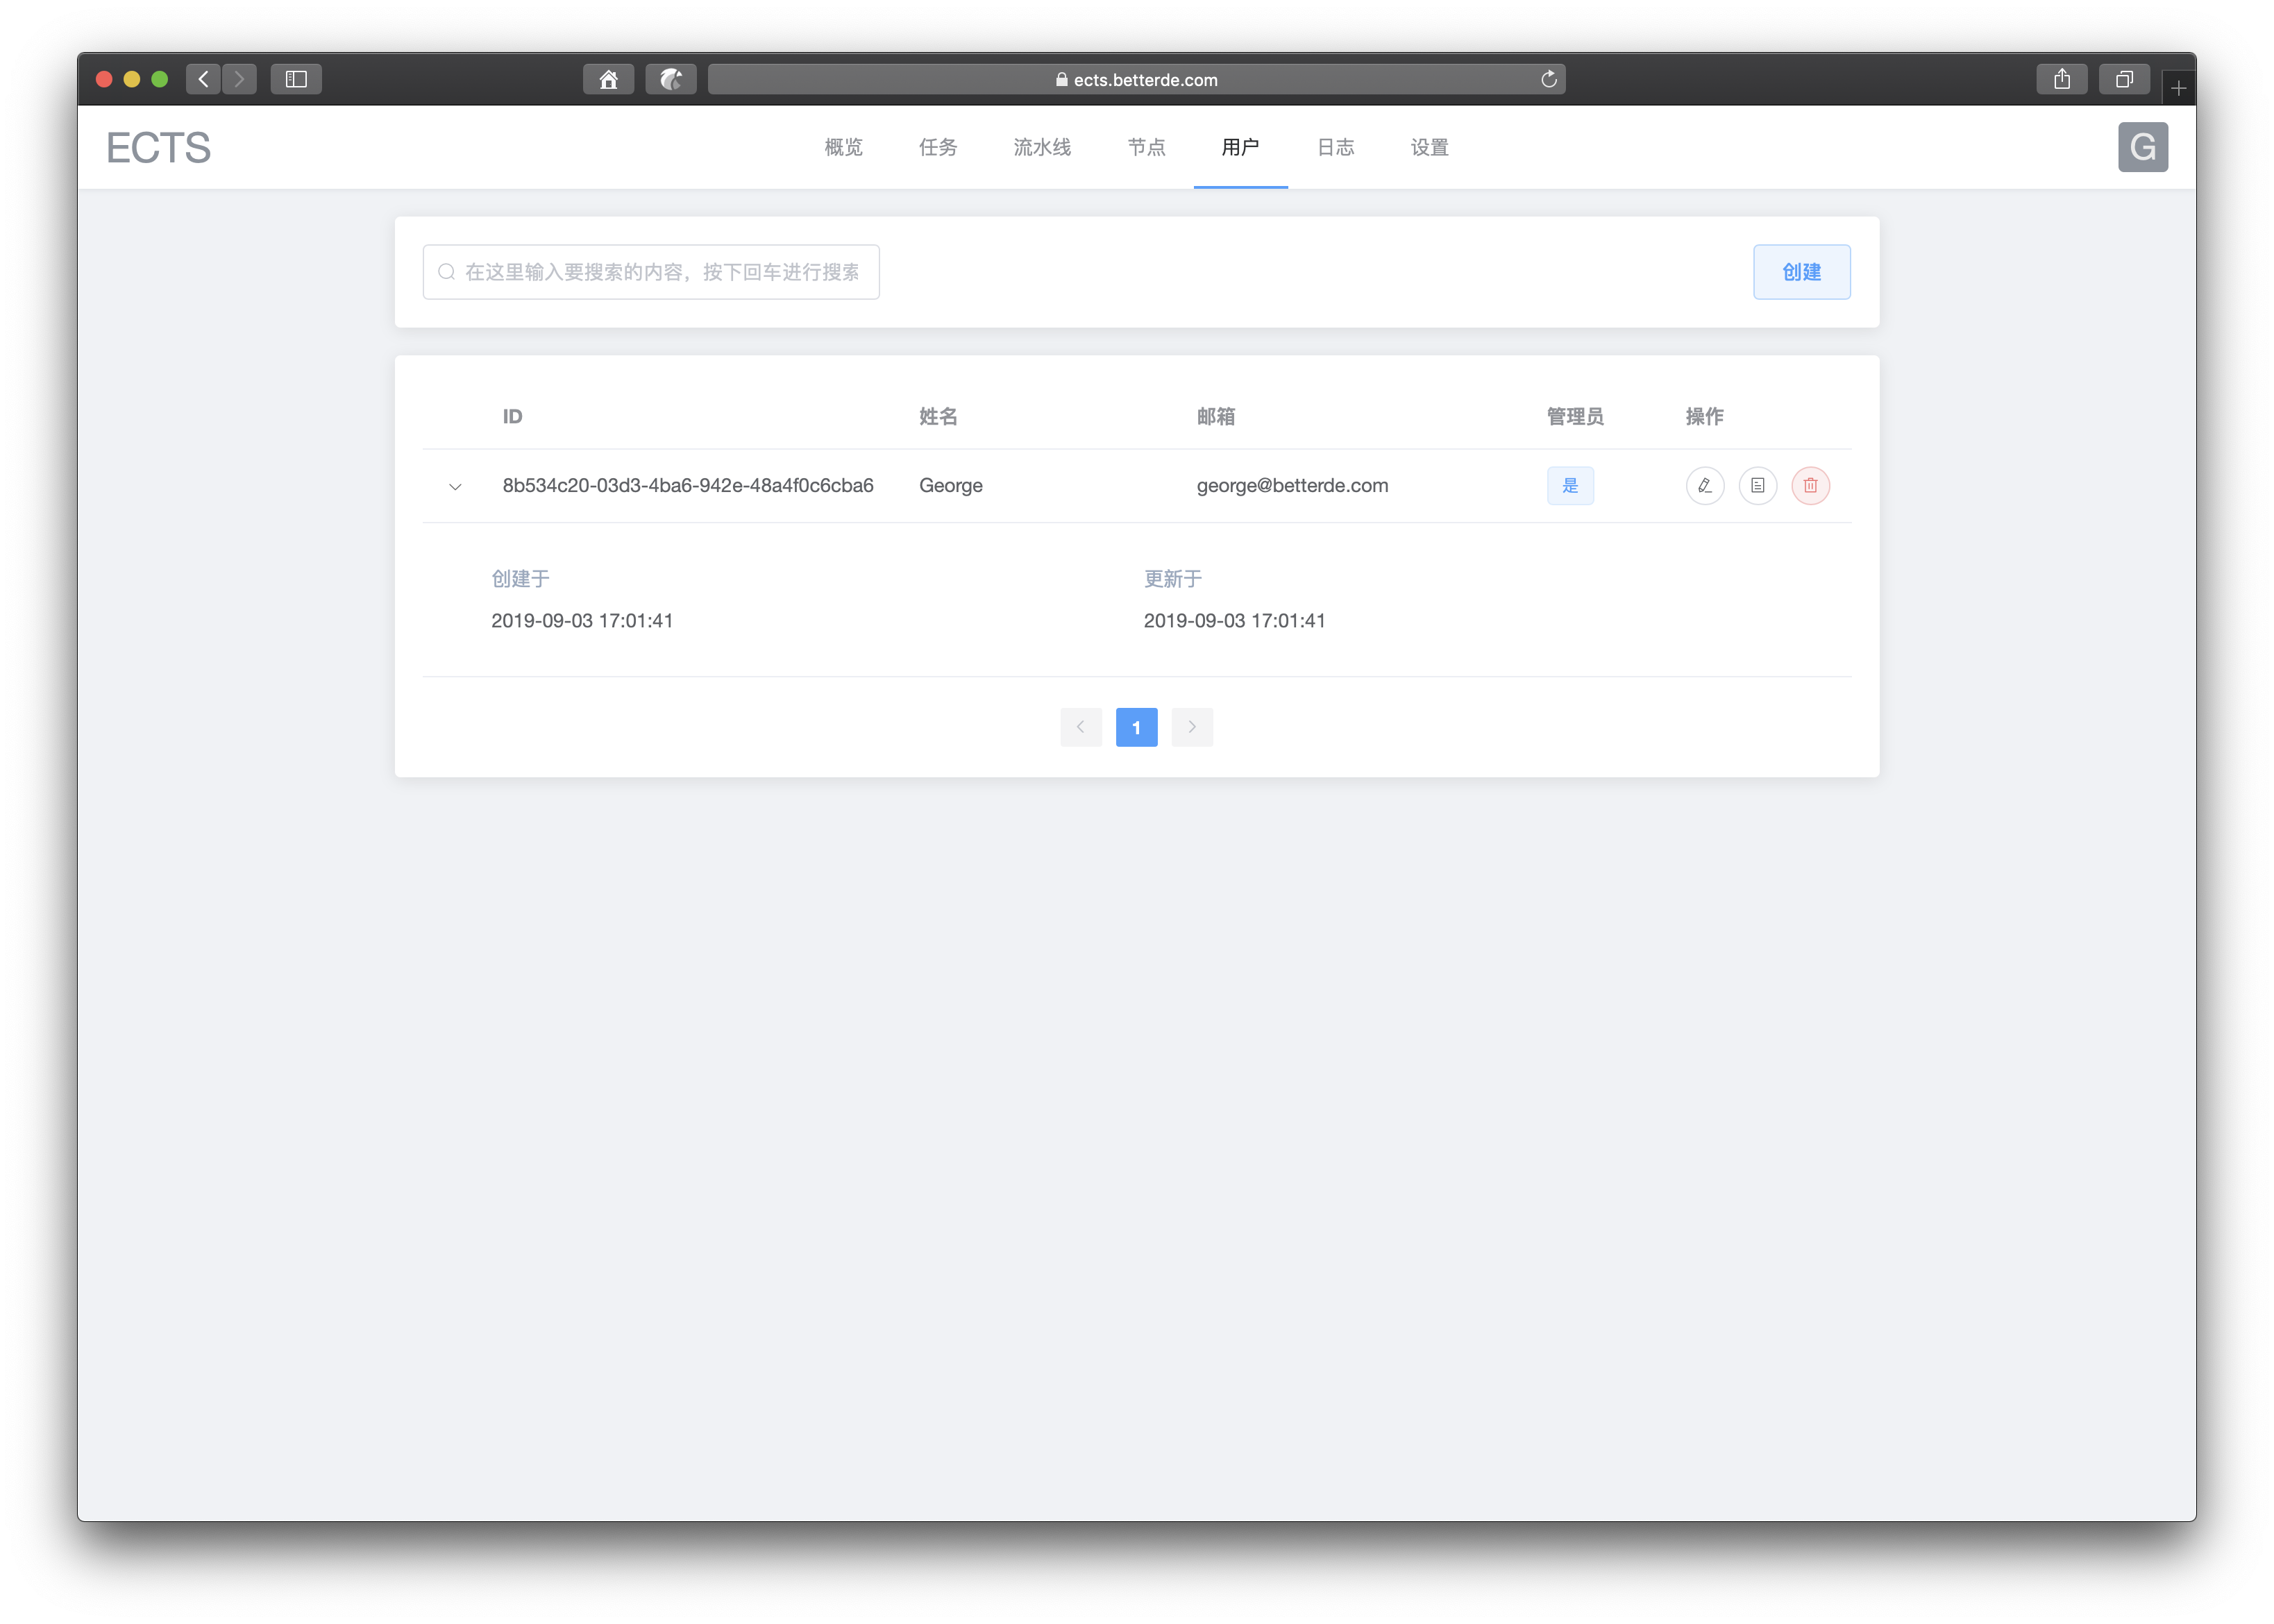 ects.betterde.com
ECTS 概览 任务 流水线 节点 用户 日志 设置 G
在这里输入要搜索的内容，按下回车进行搜索 创建
ID 姓名 邮箱 管理员 操作
8b534c20-03d3-4ba6-942e-48a4f0c6cba6 George george@betterde.com 是
创建于 更新于
2019-09-03 17:01:41 2019-09-03 17:01:41
1